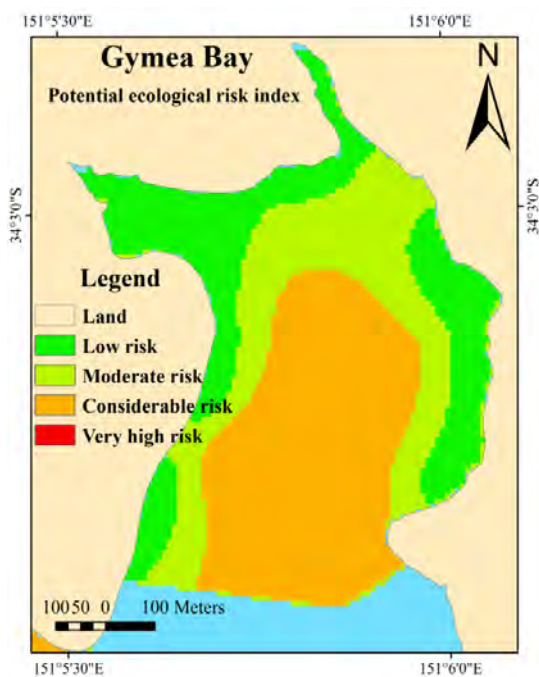 151°5'30"E
151°6'0"E
Gymea Bay
N
Potential ecological risk index
34°3'0"S
34°3'0"S
Legend
Land
Low risk
Moderate risk
Considerable risk
Very high risk
100 50 0 100 Meters
151°5'30"E
151°6'0"E